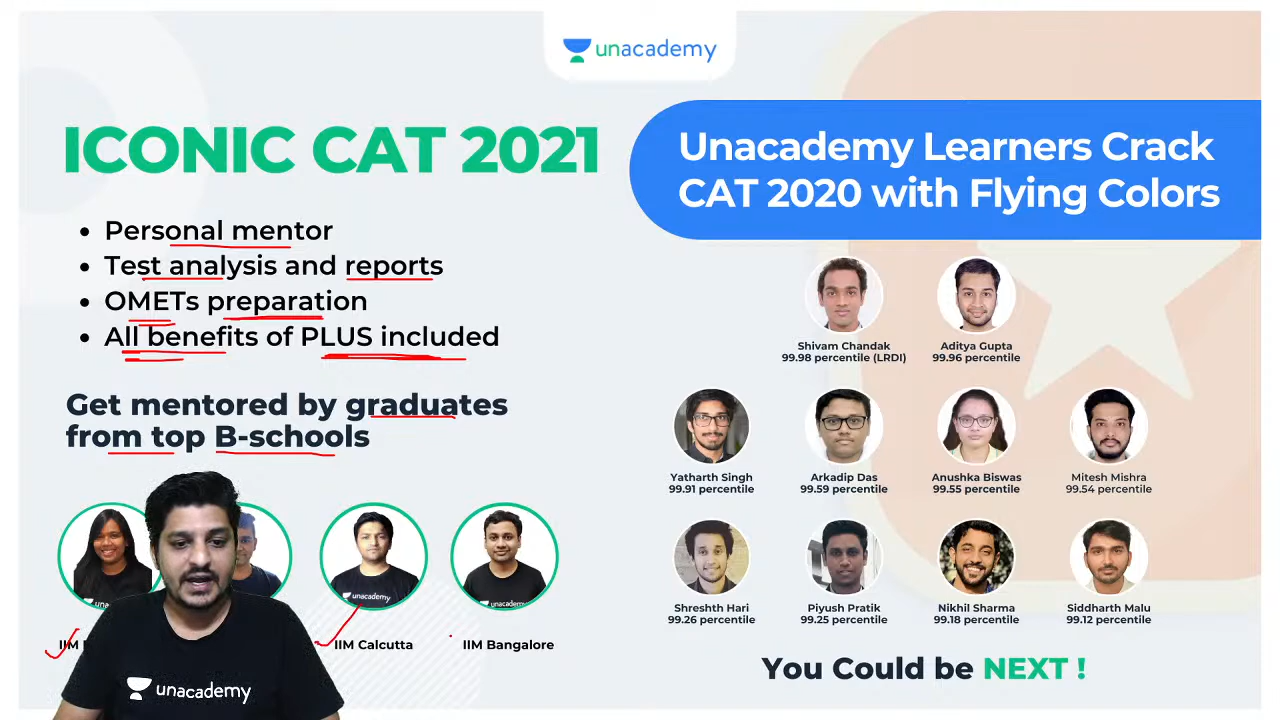 unacademy
ICONIC CAT 2021
• Personal mentor
• Test analysis and reports
• OMETs preparation
• All benefits of PLUS included
Get mentored by graduates
from top B-schools
unacademy
unacademy
IIM
IIM Calcutta
IIM Bangalore
unacademy
Unacademy Learners Crack
CAT 2020 with Flying Colors
Shivam Chandak
99.98 percentile (LRDI)
Aditya Gupta
99.96 percentile
Yatharth Singh
99.91 percentile
Arkadip Das
99.59 percentile
Anushka Biswas
99.55 percentile
Mitesh Mishra
99.54 percentile
Shreshth Hari
99.26 percentile
Piyush Pratik
99.25 percentile
Nikhil Sharma
99.18 percentile
Siddharth Malu
99.12 percentile
You Could be NEXT !